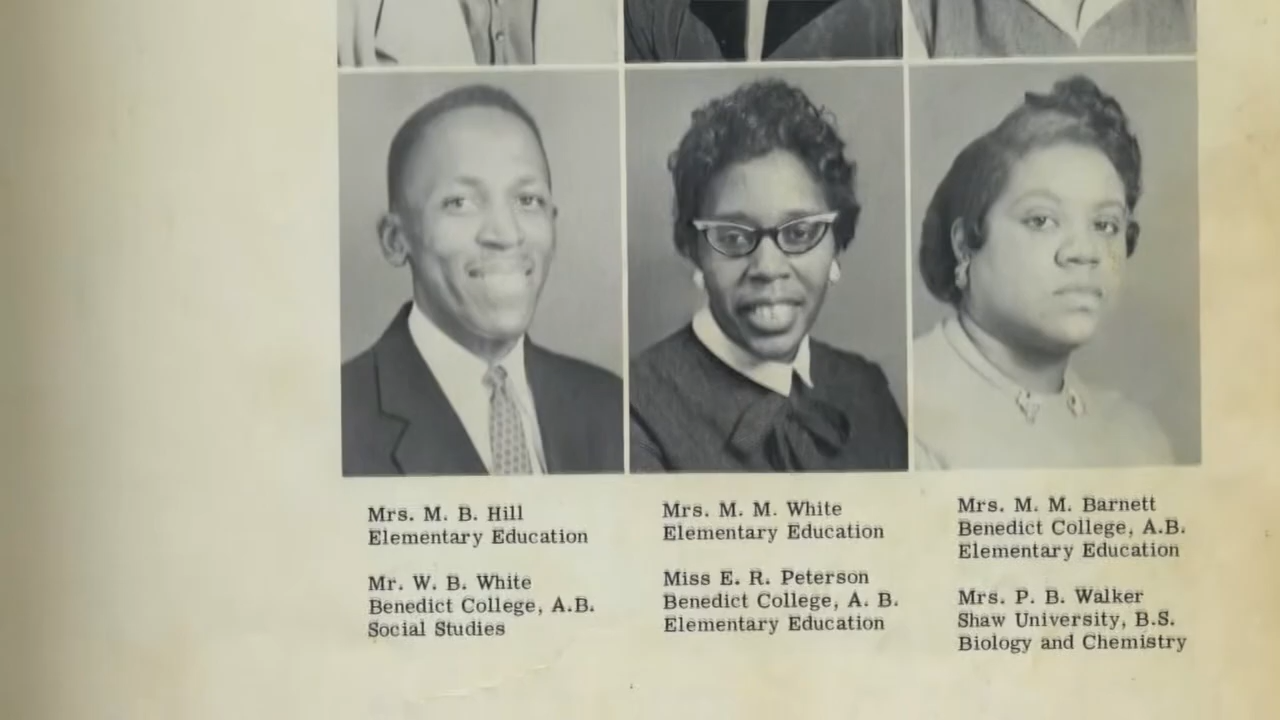 Mrs. M. B. Hill
Elementary Education
Mr. W. B. White
Benedict College, A.B.
Social Studies
Mrs. M. M. White
Elementary Education
Miss E. R. Peterson
Benedict College, A. B.
Elementary Education
Mrs. M. M. Barnett
Benedict College, A.B.
Elementary Education
Mrs. P. B. Walker
Shaw University, B.S.
Biology and Chemistry